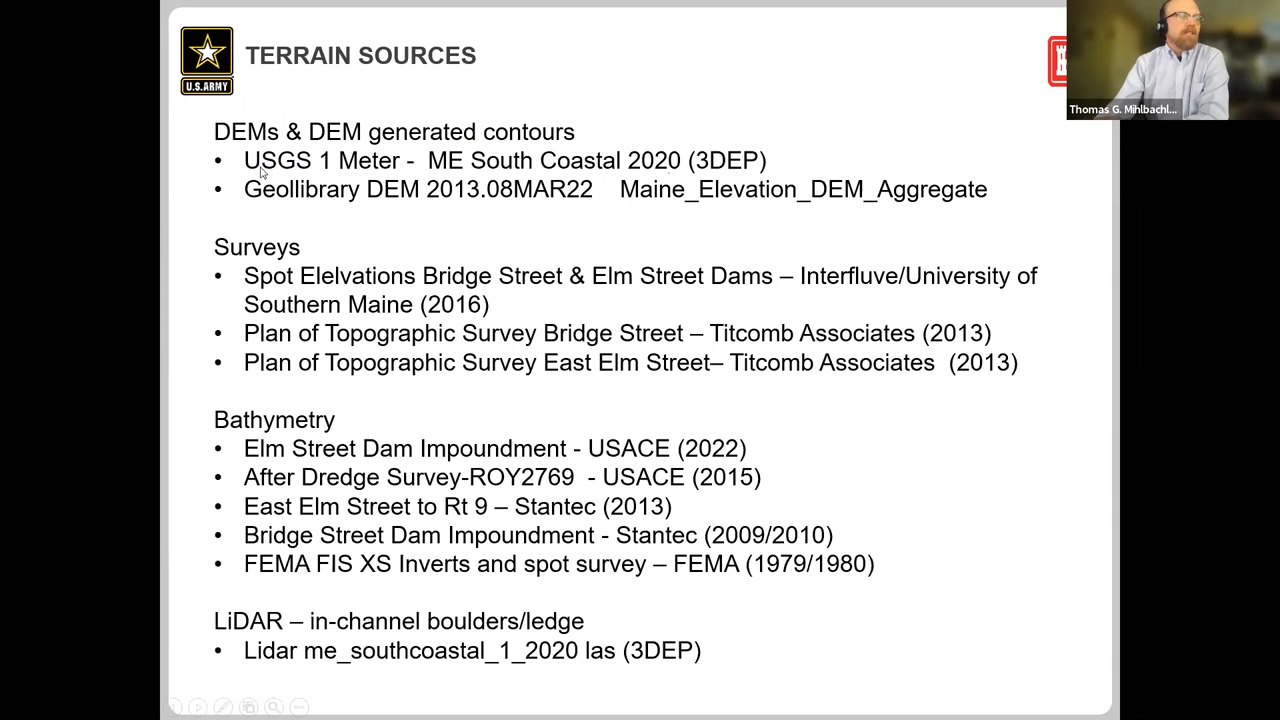 U.S.ARMY
TERRAIN SOURCES
Thomas G. Mihlbachl...
DEMs & DEM generated contours
• USGS 1 Meter - ME South Coastal 2020 (3DEP)
• Geollibrary DEM 2013.08MAR22 Maine_Elevation_DEM_Aggregate
Surveys
• Spot Elelvations Bridge Street & Elm Street Dams – Interfluve/University of
Southern Maine (2016)
• Plan of Topographic Survey Bridge Street – Titcomb Associates (2013)
• Plan of Topographic Survey East Elm Street– Titcomb Associates (2013)
Bathymetry
• Elm Street Dam Impoundment - USACE (2022)
• After Dredge Survey-ROY2769 - USACE (2015)
• East Elm Street to Rt 9 – Stantec (2013)
• Bridge Street Dam Impoundment - Stantec (2009/2010)
• FEMA FIS XS Inverts and spot survey – FEMA (1979/1980)
LiDAR – in-channel boulders/ledge
• Lidar me_southcoastal_1_2020 las (3DEP)